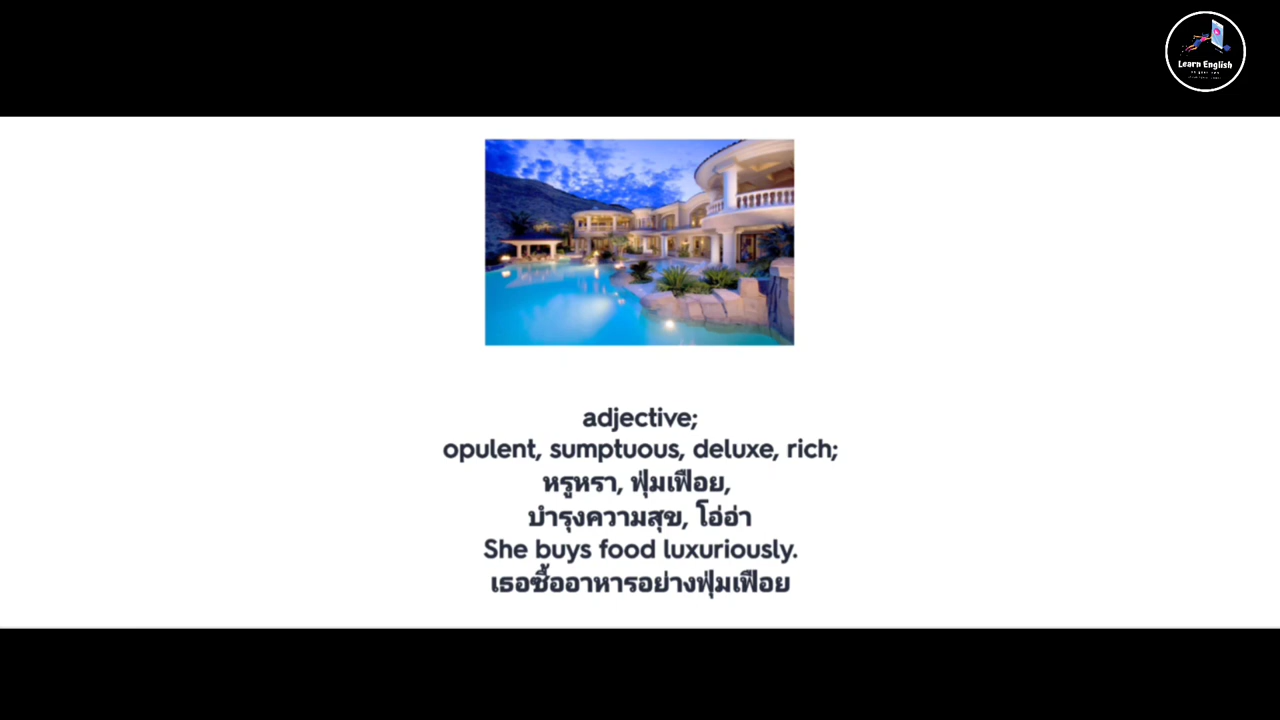 Learn English
adjective;
opulent, sumptuous, deluxe, rich;
หรูหรา, ฟุ่มเฟือย,
บำรุงความสุข, โอ่อ่า
She buys food luxuriously.
เธอซื้ออาหารอย่างฟุ่มเฟือย